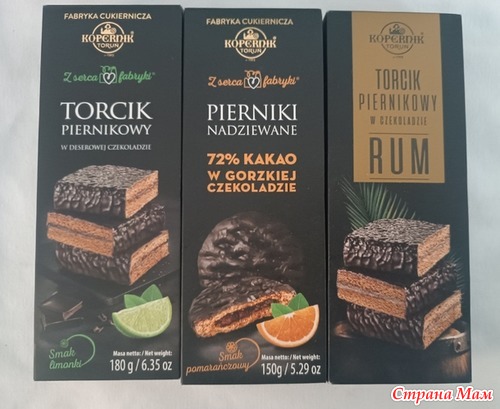 FABRYKA CUKIERNICZA
KOPERNIK
TORUŃ
Z serca fabryki
TORCIK
PIERNIKOWY
W DESEROWEJ CZEKOLADZIE
Smak
limonki
Masa netto: / Net weight:
180 g / 6.35 oz
FABRYKA CUKIERNICZA
KOPERNIK
TORUŃ
Z serca fabryki
PIERNIKI
NADZIEWANE
72% KAKAO
W GORZKIEJ
CZEKOLADZIE
Smak
pomarańczowy
Masa netto: / Net weight:
150g / 5.29 oz
KOPERNIK
TORUŃ
TORCIK
PIERNIKOWY
W CZEKOLADZIE
RUM
Страна Мам